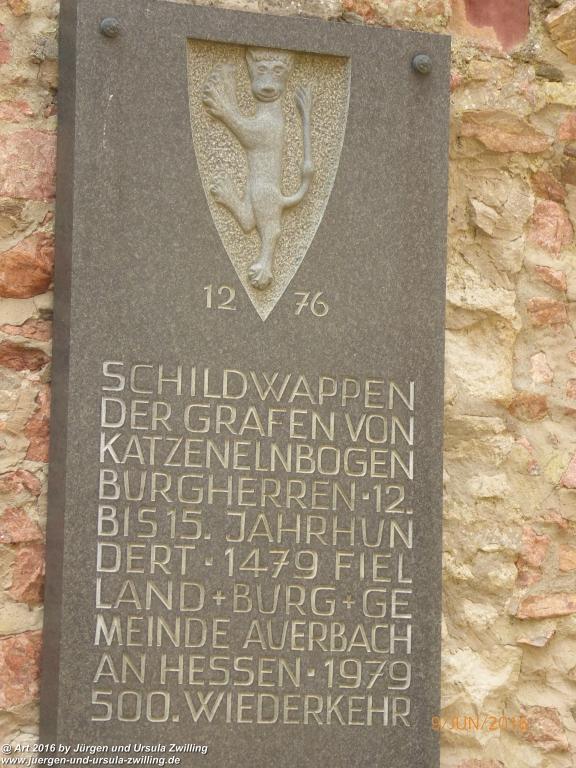 12 76
SCHILDWAPPEN
DER GRAFEN VON
KATZENELNBOGEN
BURGHERREN · 12.
BIS 15. JAHRHUN
DERT · 1479 FIEL
LAND + BURG + GE
MEINDE AUERBACH
AN HESSEN · 1979
500. WIEDERKEHR
9/JUN/2016
@ Art 2016 by Jürgen und Ursula Zwilling
www.juergen-und-ursula-zwilling.de